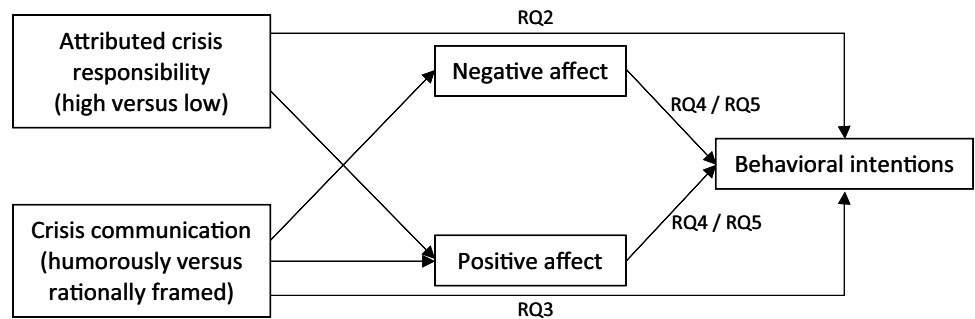 RQ2
Attributed crisis
responsibility
(high versus low)
Negative affect
RQ4 / RQ5
Behavioral intentions
Crisis communication
(humorously versus
rationally framed)
RQ4 / RQ5
Positive affect
RQ3